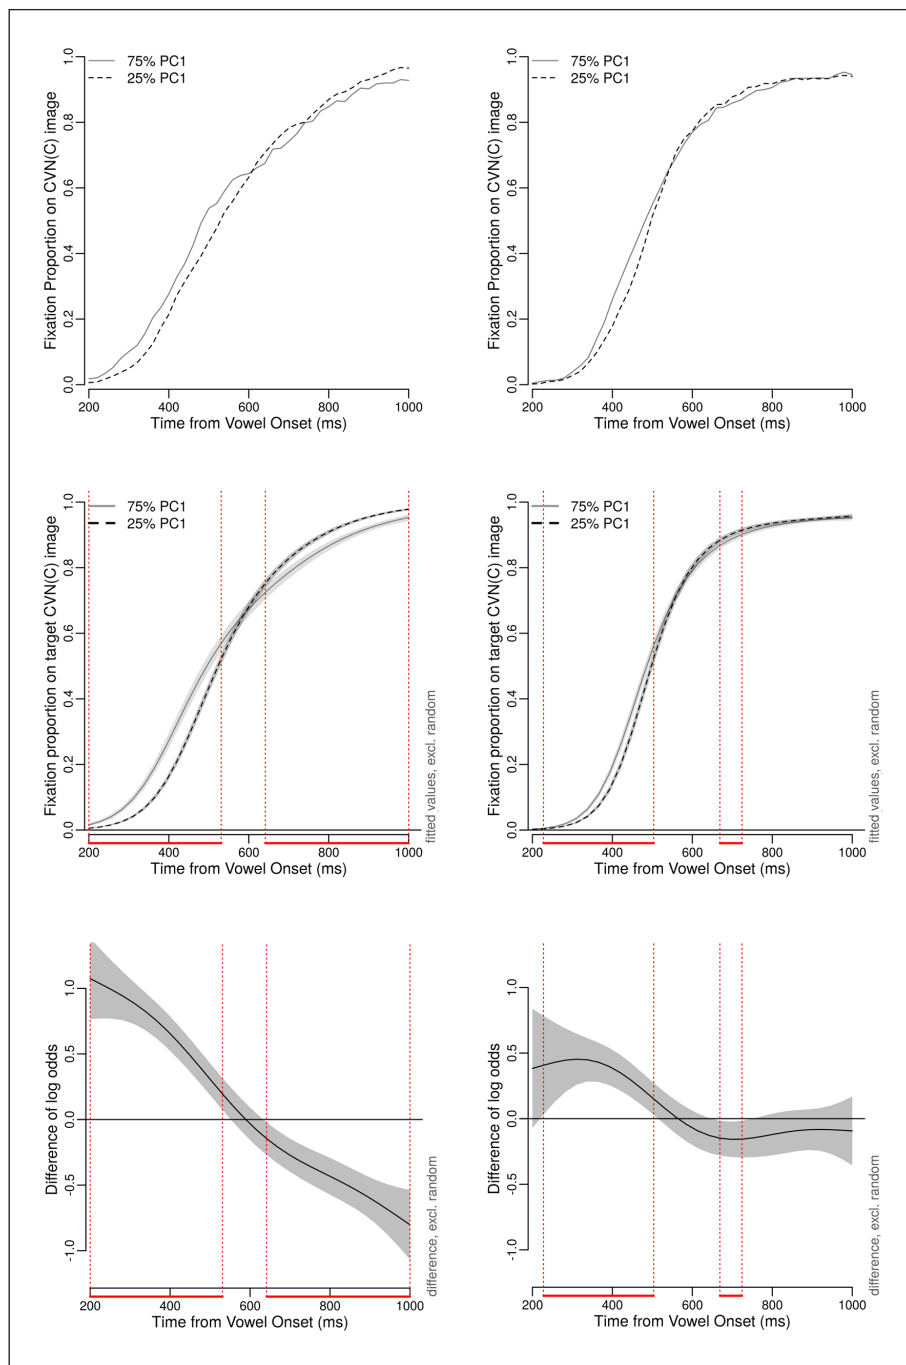 75% PC1
25% PC1
Fixation Proportion on CVN(C) image
1.0
0.8
0.6
0.4
0.2
0.0
200 400 600 800 1000
Time from Vowel Onset (ms)
75% PC1
25% PC1
Fixation Proportion on CVN(C) image
1.0
0.8
0.6
0.4
0.2
0.0
200 400 600 800 1000
Time from Vowel Onset (ms)
75% PC1
25% PC1
Fixation proportion on target CVN(C) image
1.0
0.8
0.6
0.4
0.2
0.0
200 400 600 800 1000
Time from Vowel Onset (ms)
fitted values, excl. random
75% PC1
25% PC1
Fixation proportion on target CVN(C) image
1.0
0.8
0.6
0.4
0.2
0.0
200 400 600 800 1000
Time from Vowel Onset (ms)
fitted values, excl. random
Difference of log odds
1.0
0.5
0.0
-0.5
-1.0
200 400 600 800 1000
Time from Vowel Onset (ms)
difference, excl. random
Difference of log odds
1.0
0.5
0.0
-0.5
-1.0
200 400 600 800 1000
Time from Vowel Onset (ms)
difference, excl. random